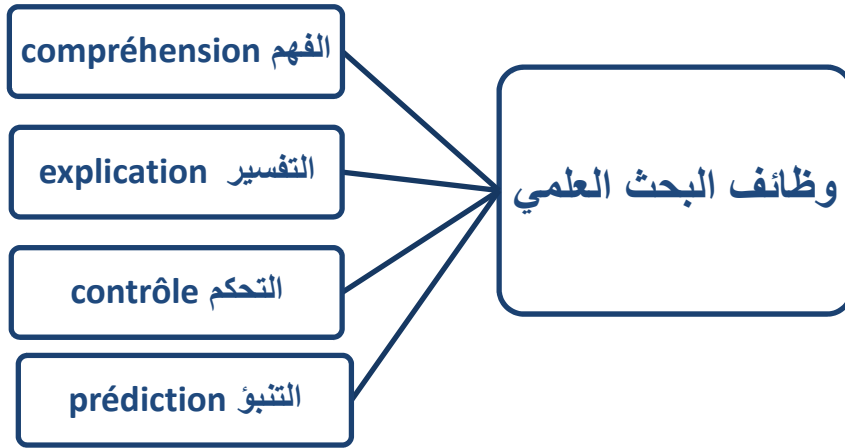 وظائف البحث العلمي
الفهم compréhension
التفسير explication
التحكم contrôle
التنبؤ prédiction